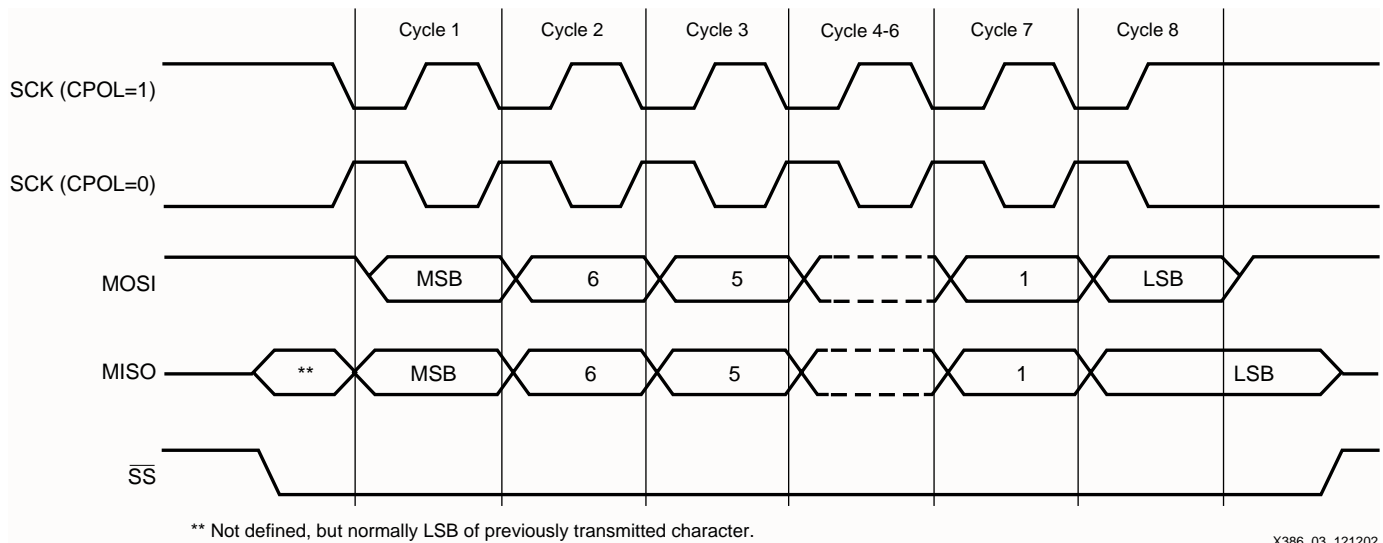 Cycle 1 Cycle 2 Cycle 3 Cycle 4-6 Cycle 7 Cycle 8
SCK (CPOL=1)
SCK (CPOL=0)
MOSI MSB 6 5 1 LSB
MISO ** MSB 6 5 1 LSB
S̅S̅
** Not defined, but normally LSB of previously transmitted character.
X386_03_121202